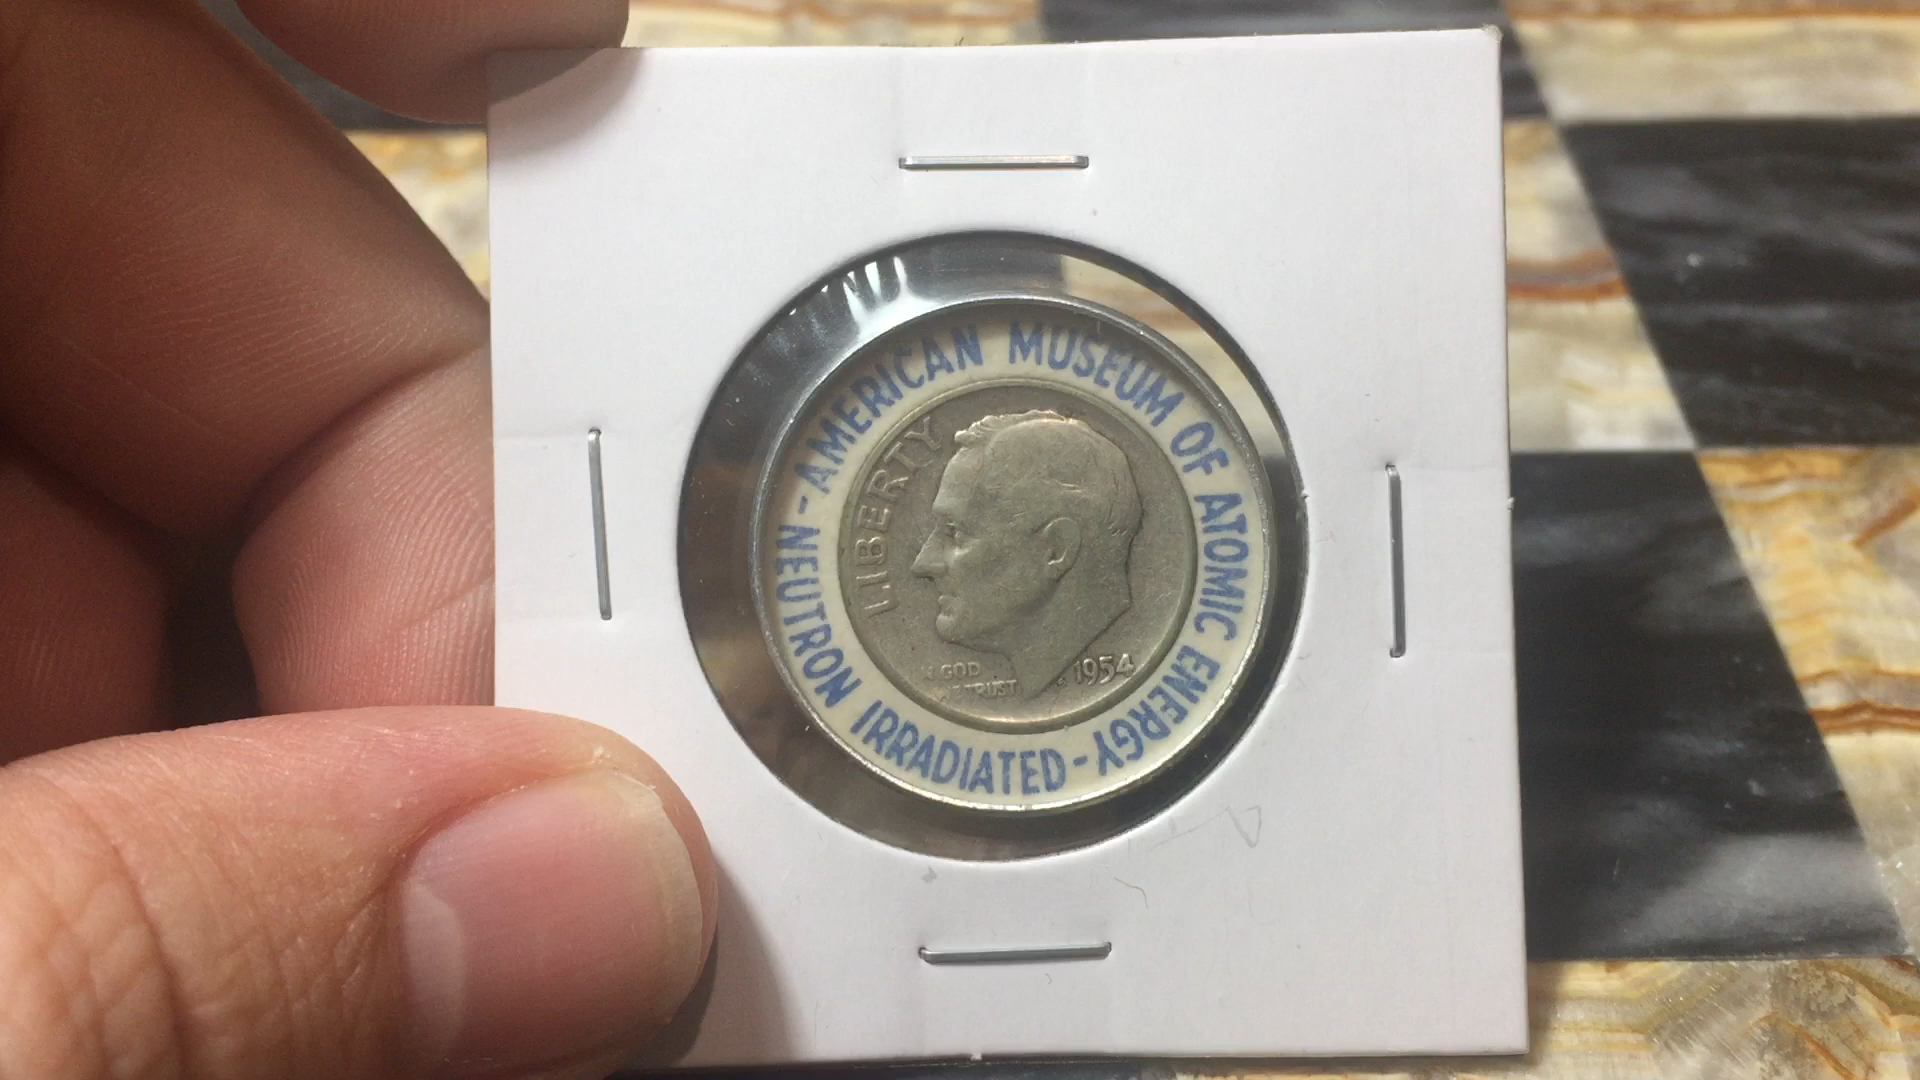 AMERICAN MUSEUM OF ATOMIC ENERGY - NEUTRON IRRADIATED -
LIBERTY
GOD
TRUST
1954